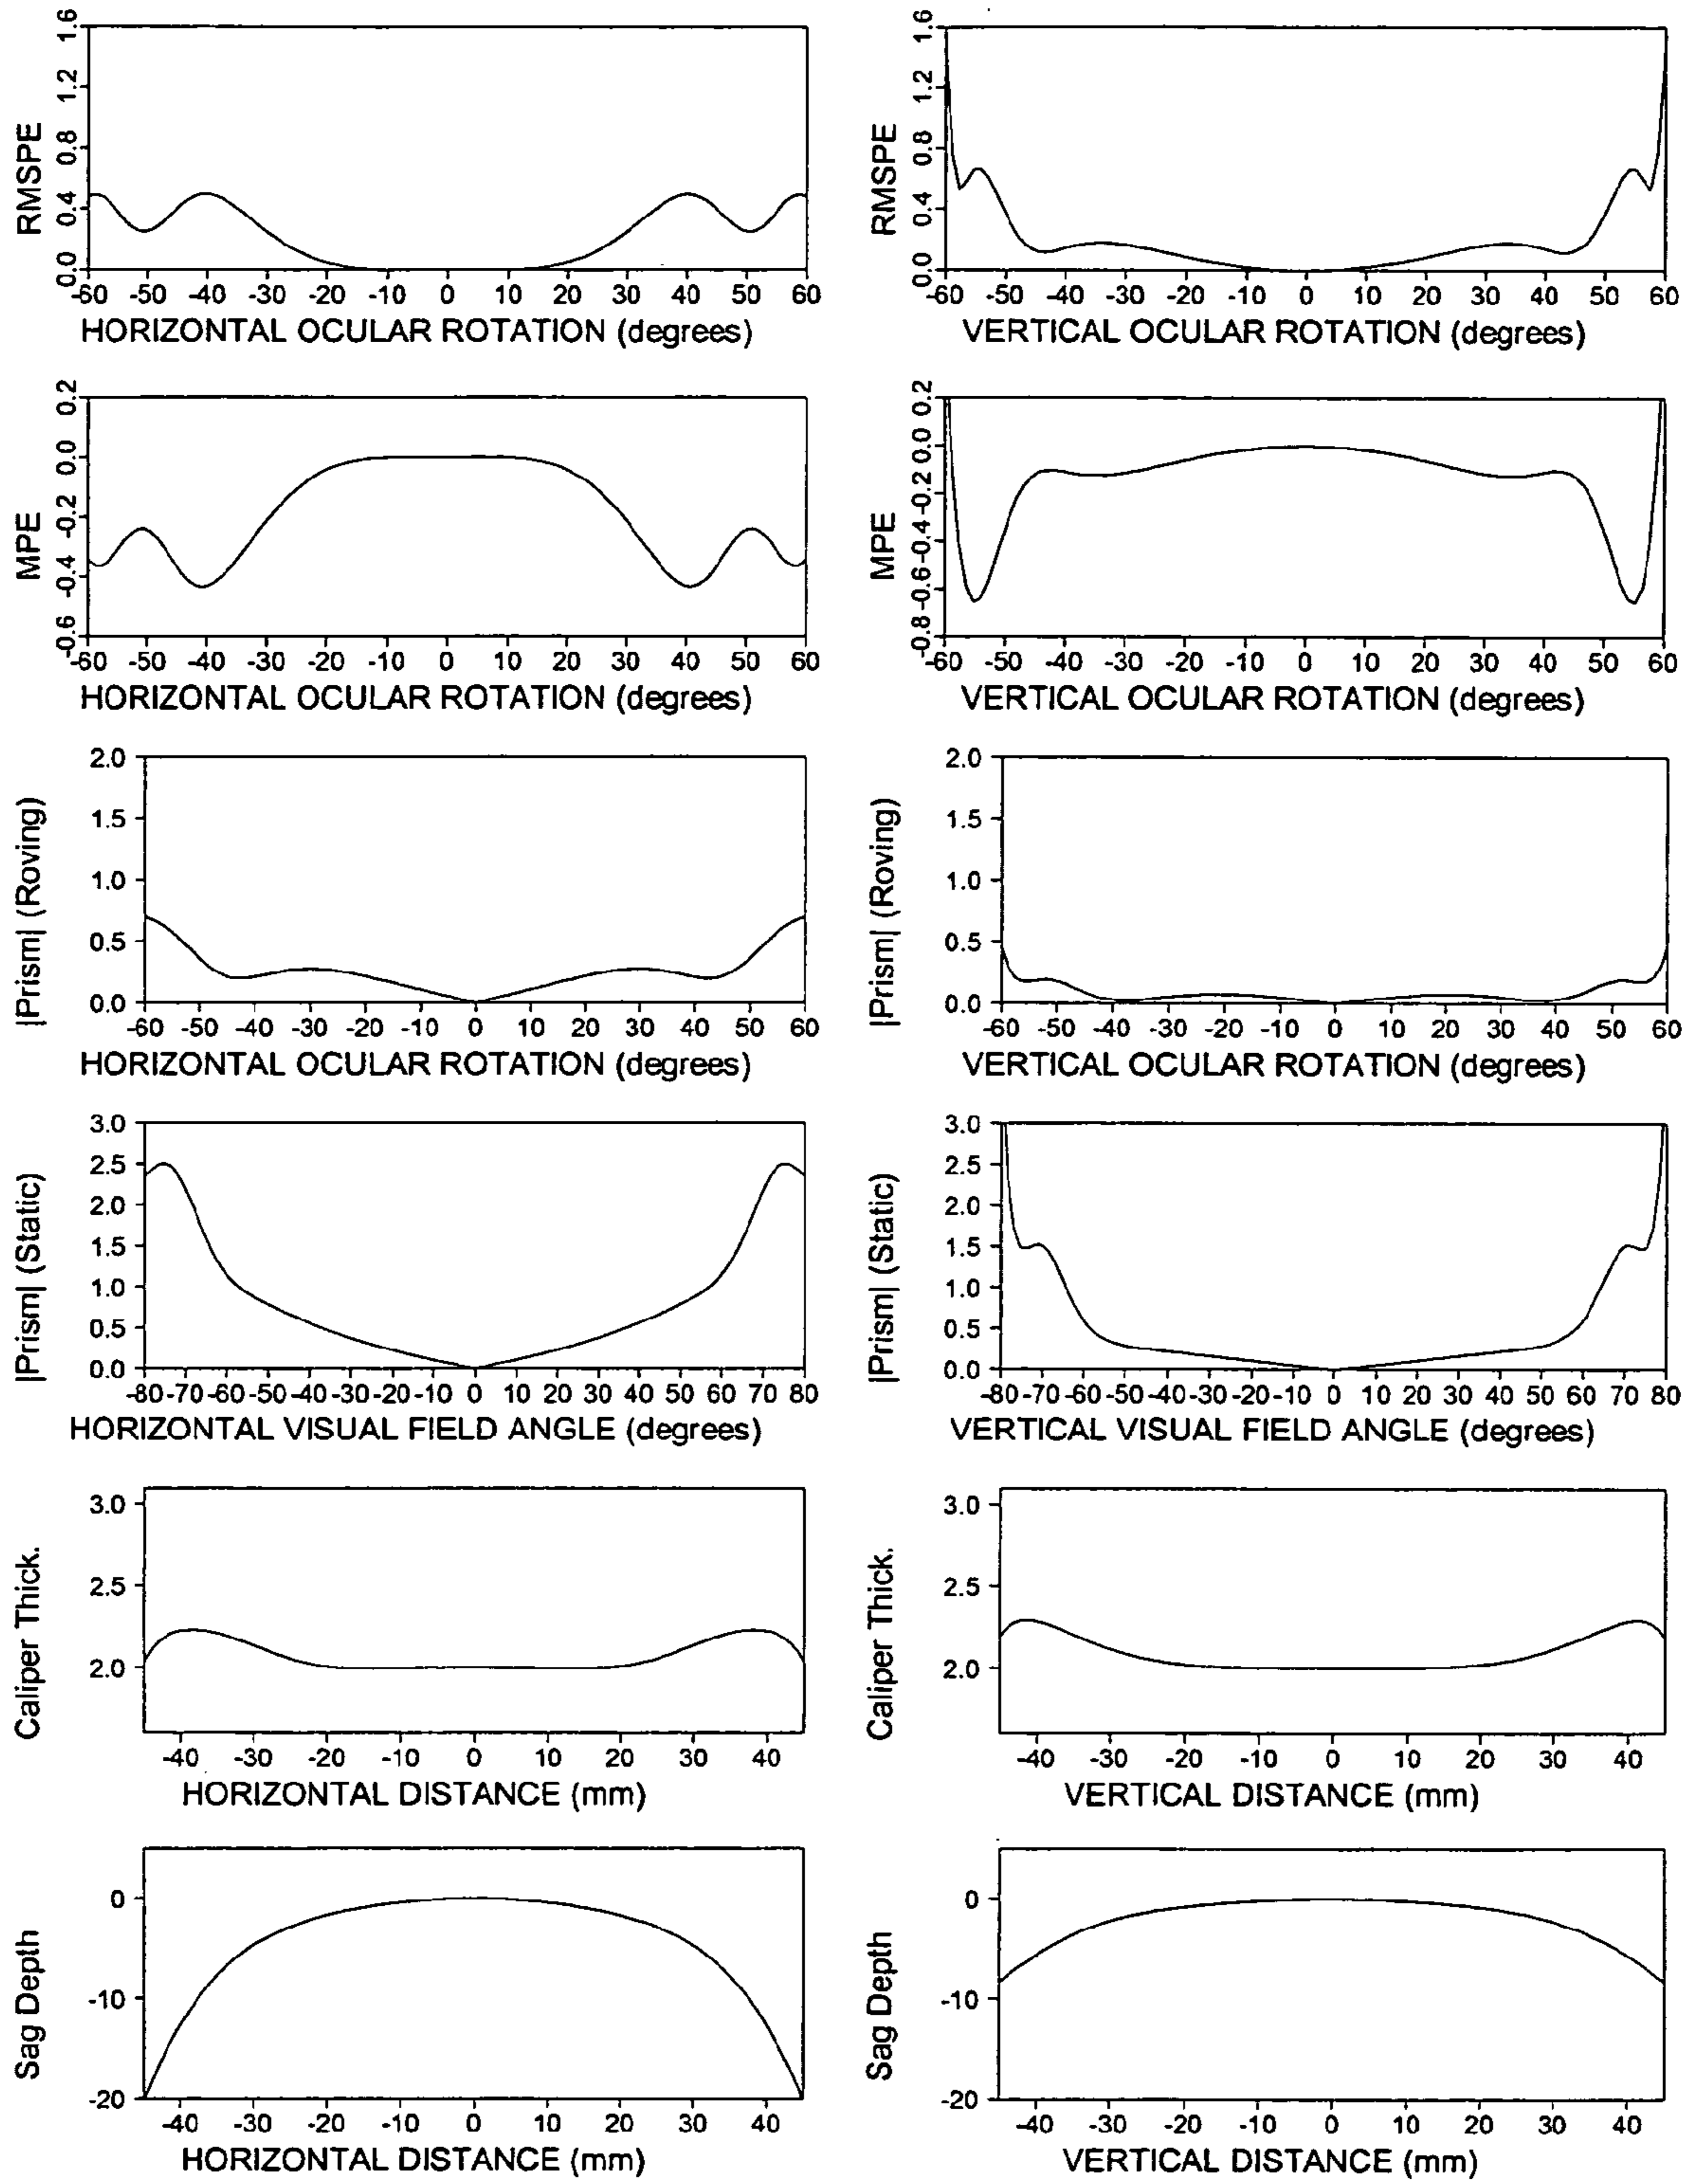 RMSPE
1.6
1.2
0.8
0.4
0.0
-60 -50 -40 -30 -20 -10 0 10 20 30 40 50 60
HORIZONTAL OCULAR ROTATION (degrees)
RMSPE
1.6
1.2
0.8
0.4
0.0
-60 -50 -40 -30 -20 -10 0 10 20 30 40 50 60
VERTICAL OCULAR ROTATION (degrees)
MPE
0.2
0.0
-0.2
-0.4
-0.6
-60 -50 -40 -30 -20 -10 0 10 20 30 40 50 60
HORIZONTAL OCULAR ROTATION (degrees)
MPE
0.2
0.0
-0.2
-0.4
-0.6
-0.8
-60 -50 -40 -30 -20 -10 0 10 20 30 40 50 60
VERTICAL OCULAR ROTATION (degrees)
|Prism| (Roving)
2.0
1.5
1.0
0.5
0.0
-60 -50 -40 -30 -20 -10 0 10 20 30 40 50 60
HORIZONTAL OCULAR ROTATION (degrees)
|Prism| (Roving)
2.0
1.5
1.0
0.5
0.0
-60 -50 -40 -30 -20 -10 0 10 20 30 40 50 60
VERTICAL OCULAR ROTATION (degrees)
|Prism| (Static)
3.0
2.5
2.0
1.5
1.0
0.5
0.0
-80 -70 -60 -50 -40 -30 -20 -10 0 10 20 30 40 50 60 70 80
HORIZONTAL VISUAL FIELD ANGLE (degrees)
|Prism| (Static)
3.0
2.5
2.0
1.5
1.0
0.5
0.0
-80 -70 -60 -50 -40 -30 -20 -10 0 10 20 30 40 50 60 70 80
VERTICAL VISUAL FIELD ANGLE (degrees)
Caliper Thick.
3.0
2.5
2.0
-40 -30 -20 -10 0 10 20 30 40
HORIZONTAL DISTANCE (mm)
Caliper Thick.
3.0
2.5
2.0
-40 -30 -20 -10 0 10 20 30 40
VERTICAL DISTANCE (mm)
Sag Depth
0
-10
-20
-40 -30 -20 -10 0 10 20 30 40
HORIZONTAL DISTANCE (mm)
Sag Depth
0
-10
-20
-40 -30 -20 -10 0 10 20 30 40
VERTICAL DISTANCE (mm)